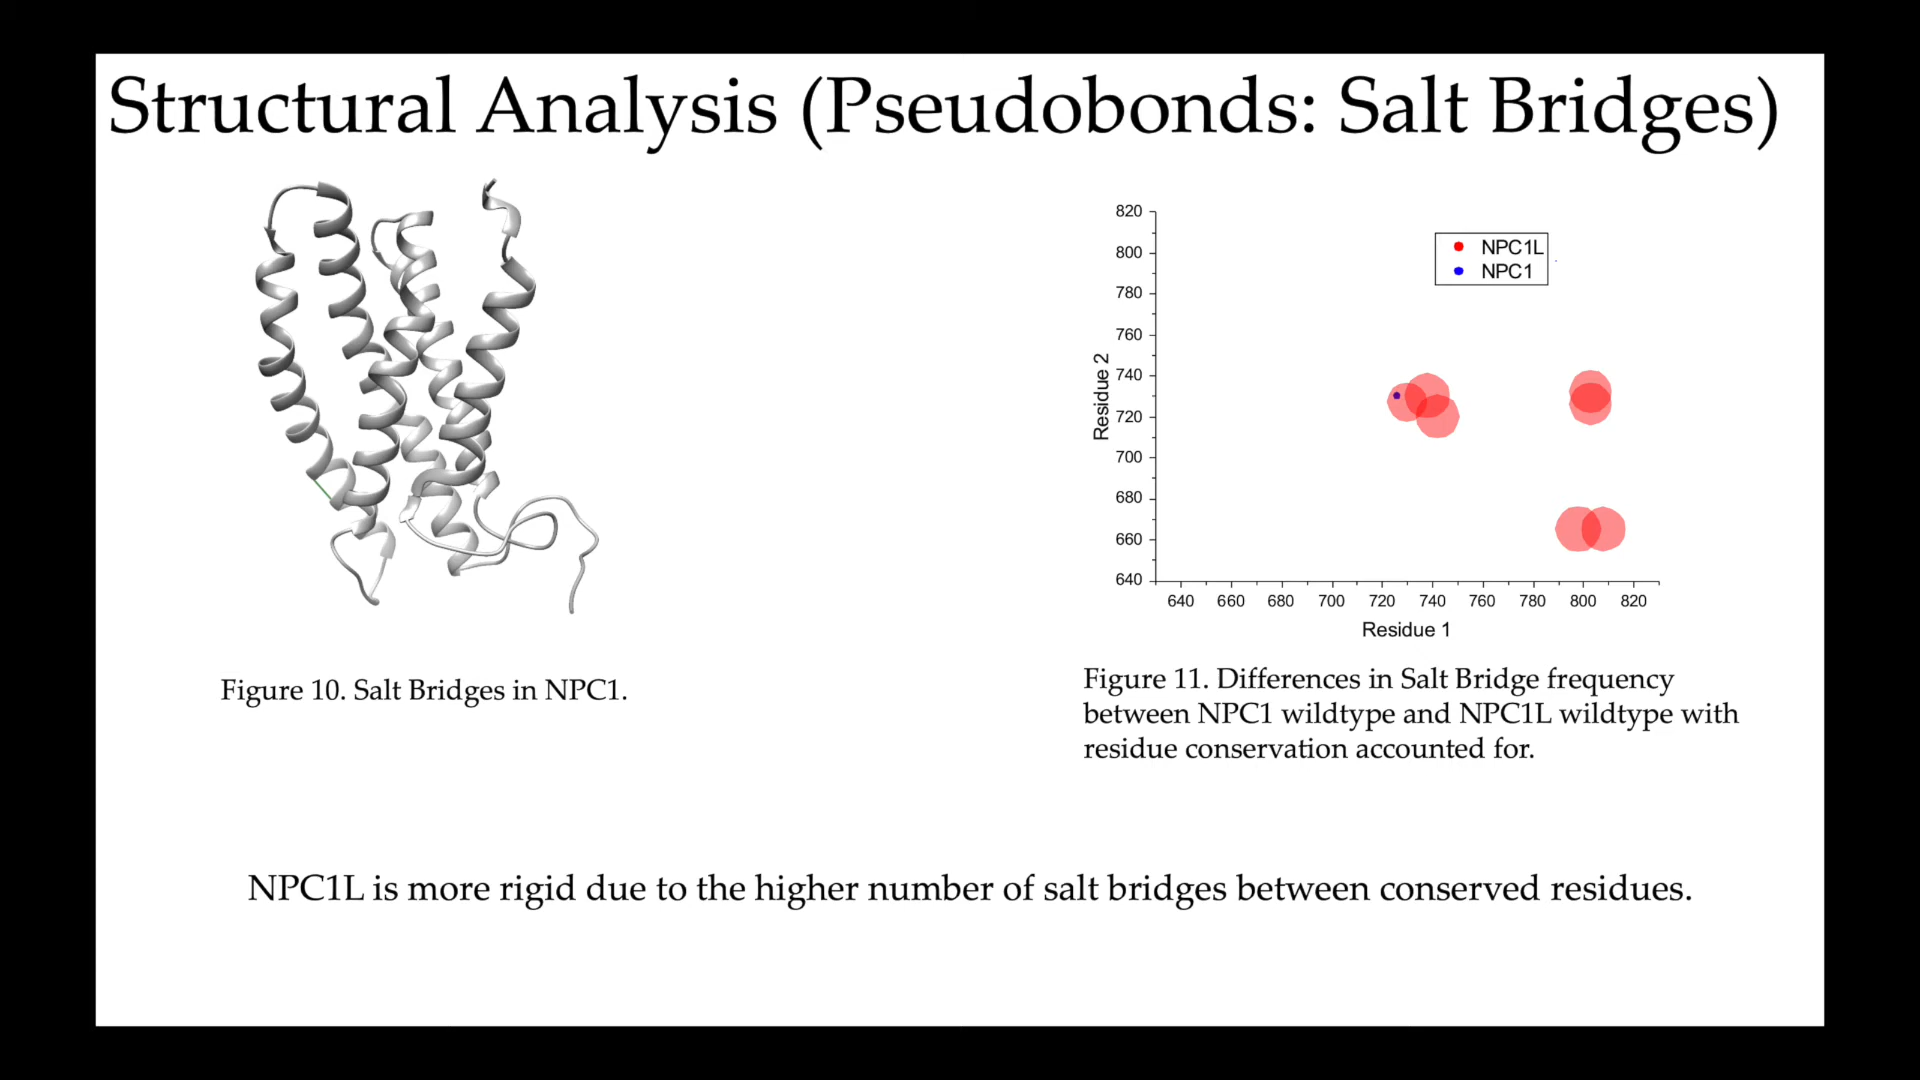 Structural Analysis (Pseudobonds: Salt Bridges)
820
800
780
760
740
720
700
680
660
640
Residue 2
NPC1L
NPC1
640 660 680 700 720 740 760 780 800 820
Residue 1
Figure 10. Salt Bridges in NPC1.
Figure 11. Differences in Salt Bridge frequency
between NPC1 wildtype and NPC1L wildtype with
residue conservation accounted for.
NPC1L is more rigid due to the higher number of salt bridges between conserved residues.